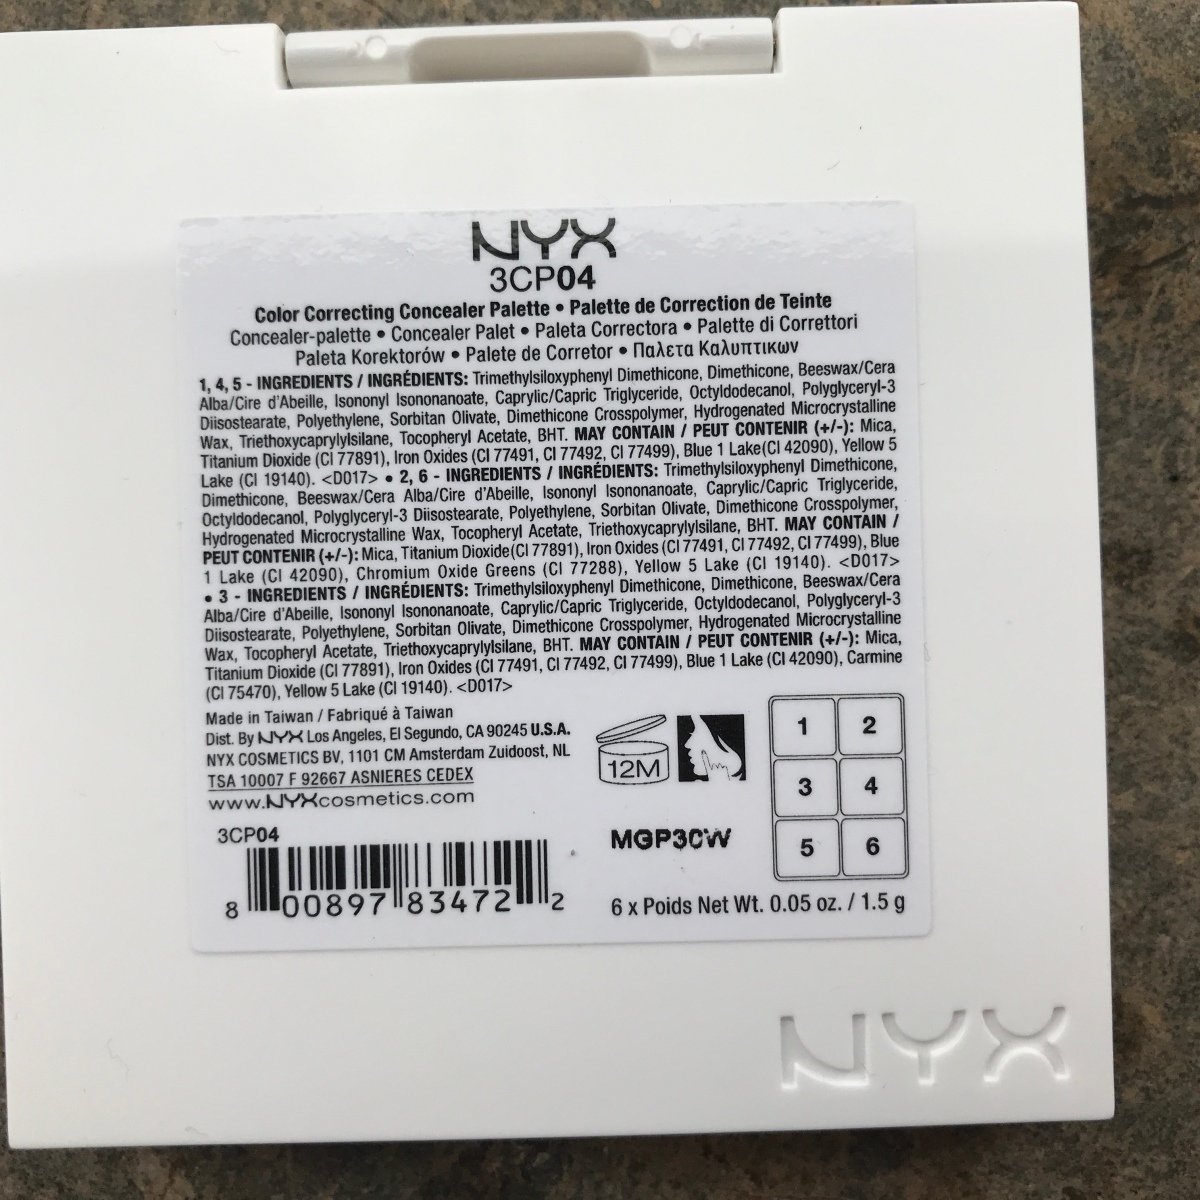 NYX
3CP04
Color Correcting Concealer Palette • Palette de Correction de Teinte
Concealer-palette • Concealer Palet • Paleta Correctora • Palette di Correttori
Paleta Korektorów • Palete de Corretor • Παλετα Καλυπτικων
1, 4, 5 - INGREDIENTS / INGRÉDIENTS: Trimethylsiloxyphenyl Dimethicone, Dimethicone, Beeswax/Cera
Alba/Cire d'Abeille, Isononyl Isononanoate, Caprylic/Capric Triglyceride, Octyldodecanol, Polyglyceryl-3
Diisostearate, Polyethylene, Sorbitan Olivate, Dimethicone Crosspolymer, Hydrogenated Microcrystalline
Wax, Triethoxycaprylylsilane, Tocopheryl Acetate, BHT. MAY CONTAIN / PEUT CONTENIR (+/-): Mica,
Titanium Dioxide (CI 77891), Iron Oxides (CI 77491, CI 77492, CI 77499), Blue 1 Lake(CI 42090), Yellow 5
Lake (CI 19140). <D017> • 2, 6 - INGREDIENTS / INGRÉDIENTS: Trimethylsiloxyphenyl Dimethicone,
Dimethicone, Beeswax/Cera Alba/Cire d'Abeille, Isononyl Isononanoate, Caprylic/Capric Triglyceride,
Octyldodecanol, Polyglyceryl-3 Diisostearate, Polyethylene, Sorbitan Olivate, Dimethicone Crosspolymer,
Hydrogenated Microcrystalline Wax, Tocopheryl Acetate, Triethoxycaprylylsilane, BHT. MAY CONTAIN /
PEUT CONTENIR (+/-): Mica, Titanium Dioxide(CI 77891), Iron Oxides (CI 77491, CI 77492, CI 77499), Blue
1 Lake (CI 42090), Chromium Oxide Greens (CI 77288), Yellow 5 Lake (CI 19140). <D017>
• 3 - INGREDIENTS / INGRÉDIENTS: Trimethylsiloxyphenyl Dimethicone, Dimethicone, Beeswax/Cera
Alba/Cire d'Abeille, Isononyl Isononanoate, Caprylic/Capric Triglyceride, Octyldodecanol, Polyglyceryl-3
Diisostearate, Polyethylene, Sorbitan Olivate, Dimethicone Crosspolymer, Hydrogenated Microcrystalline
Wax, Tocopheryl Acetate, Triethoxycaprylylsilane, BHT. MAY CONTAIN / PEUT CONTENIR (+/-): Mica,
Titanium Dioxide (CI 77891), Iron Oxides (CI 77491, CI 77492, CI 77499), Blue 1 Lake (CI 42090), Carmine
(CI 75470), Yellow 5 Lake (CI 19140). <D017>
Made in Taiwan / Fabriqué à Taiwan
Dist. By NYX Los Angeles, El Segundo, CA 90245 U.S.A.
NYX COSMETICS BV, 1101 CM Amsterdam Zuidoost, NL
TSA 10007 F 92667 ASNIERES CEDEX
www.NYXcosmetics.com
12M
1 2
3 4
5 6
3CP04
8 00897 83472 2
MGP30W
6 x Poids Net Wt. 0.05 oz. / 1.5 g
NYX